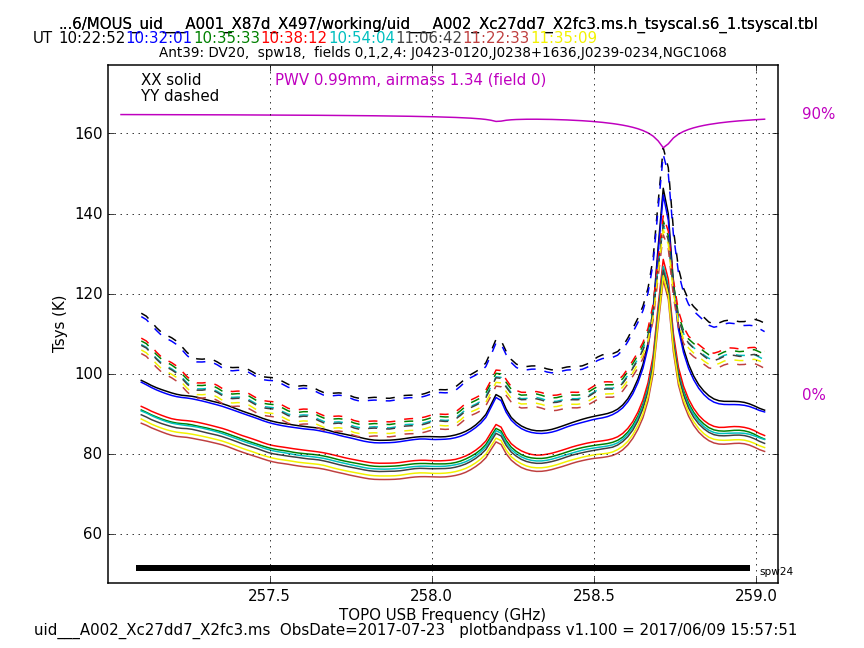 ...6/MOUS_uid___A001_X87d_X497/working/uid___A002_Xc27dd7_X2fc3.ms.h_tsyscal.s6_1.tsyscal.tbl
UT 10:22:52 10:32:01 10:35:33 10:38:12 10:54:04 11:06:42 11:22:33 11:35:09
Ant39: DV20, spw18, fields 0,1,2,4: J0423-0120,J0238+1636,J0239-0234,NGC1068
XX solid PWV 0.99mm, airmass 1.34 (field 0)
YY dashed
90%
160
140
120
100
80
60
0%
Tsys (K)
spw24
257.5 258.0 258.5 259.0
TOPO USB Frequency (GHz)
uid___A002_Xc27dd7_X2fc3.ms ObsDate=2017-07-23 plotbandpass v1.100 = 2017/06/09 15:57:51